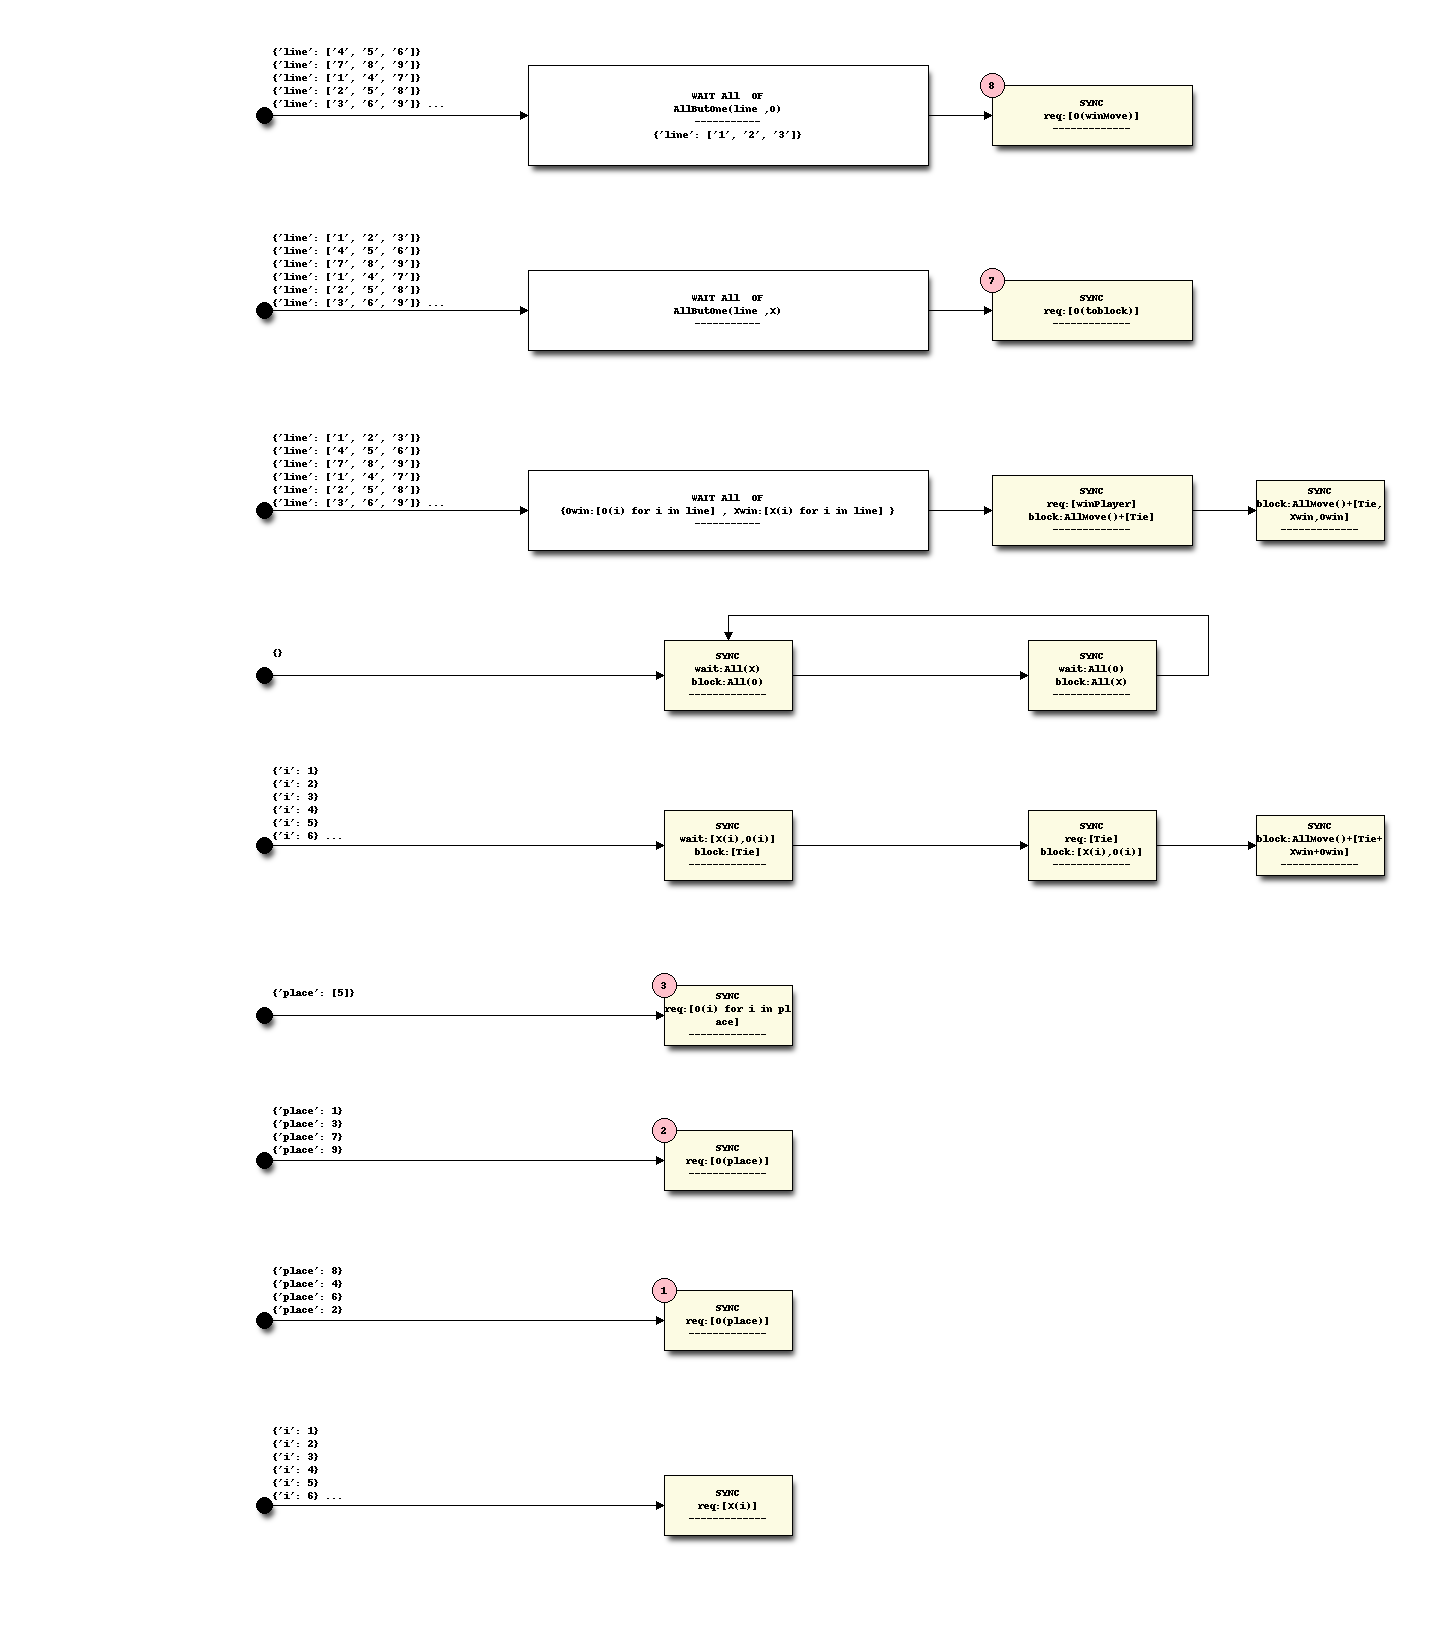 {'line': ['4', '5', '6']}
{'line': ['7', '8', '9']}
{'line': ['1', '4', '7']}
{'line': ['2', '5', '8']}
{'line': ['3', '6', '9']} ...
WAIT All  OF
AllButOne(line ,O)
-----------
{'line': ['1', '2', '3']}
8
SYNC
req:[O(winMove)]
-------------
{'line': ['1', '2', '3']}
{'line': ['4', '5', '6']}
{'line': ['7', '8', '9']}
{'line': ['1', '4', '7']}
{'line': ['2', '5', '8']}
{'line': ['3', '6', '9']} ...
WAIT All  OF
AllButOne(line ,X)
-----------
7
SYNC
req:[O(toblock)]
-------------
{'line': ['1', '2', '3']}
{'line': ['4', '5', '6']}
{'line': ['7', '8', '9']}
{'line': ['1', '4', '7']}
{'line': ['2', '5', '8']}
{'line': ['3', '6', '9']} ...
WAIT All  OF
{Owin:[O(i) for i in line] , Xwin:[X(i) for i in line] }
-----------
SYNC
req:[winPlayer]
block:AllMove()+[Tie]
-------------
SYNC
block:AllMove()+[Tie,
Xwin,Owin]
-------------
{}
SYNC
wait:All(X)
block:All(O)
-------------
SYNC
wait:All(O)
block:All(X)
-------------
{'i': 1}
{'i': 2}
{'i': 3}
{'i': 4}
{'i': 5}
{'i': 6} ...
SYNC
wait:[X(i),O(i)]
block:[Tie]
-------------
SYNC
req:[Tie]
block:[X(i),O(i)]
-------------
SYNC
block:AllMove()+[Tie+
Xwin+Owin]
-------------
{'place': [5]}
3
SYNC
req:[O(i) for i in pl
ace]
-------------
{'place': 1}
{'place': 3}
{'place': 7}
{'place': 9}
2
SYNC
req:[O(place)]
-------------
{'place': 8}
{'place': 4}
{'place': 6}
{'place': 2}
1
SYNC
req:[O(place)]
-------------
{'i': 1}
{'i': 2}
{'i': 3}
{'i': 4}
{'i': 5}
{'i': 6} ...
SYNC
req:[X(i)]
-------------